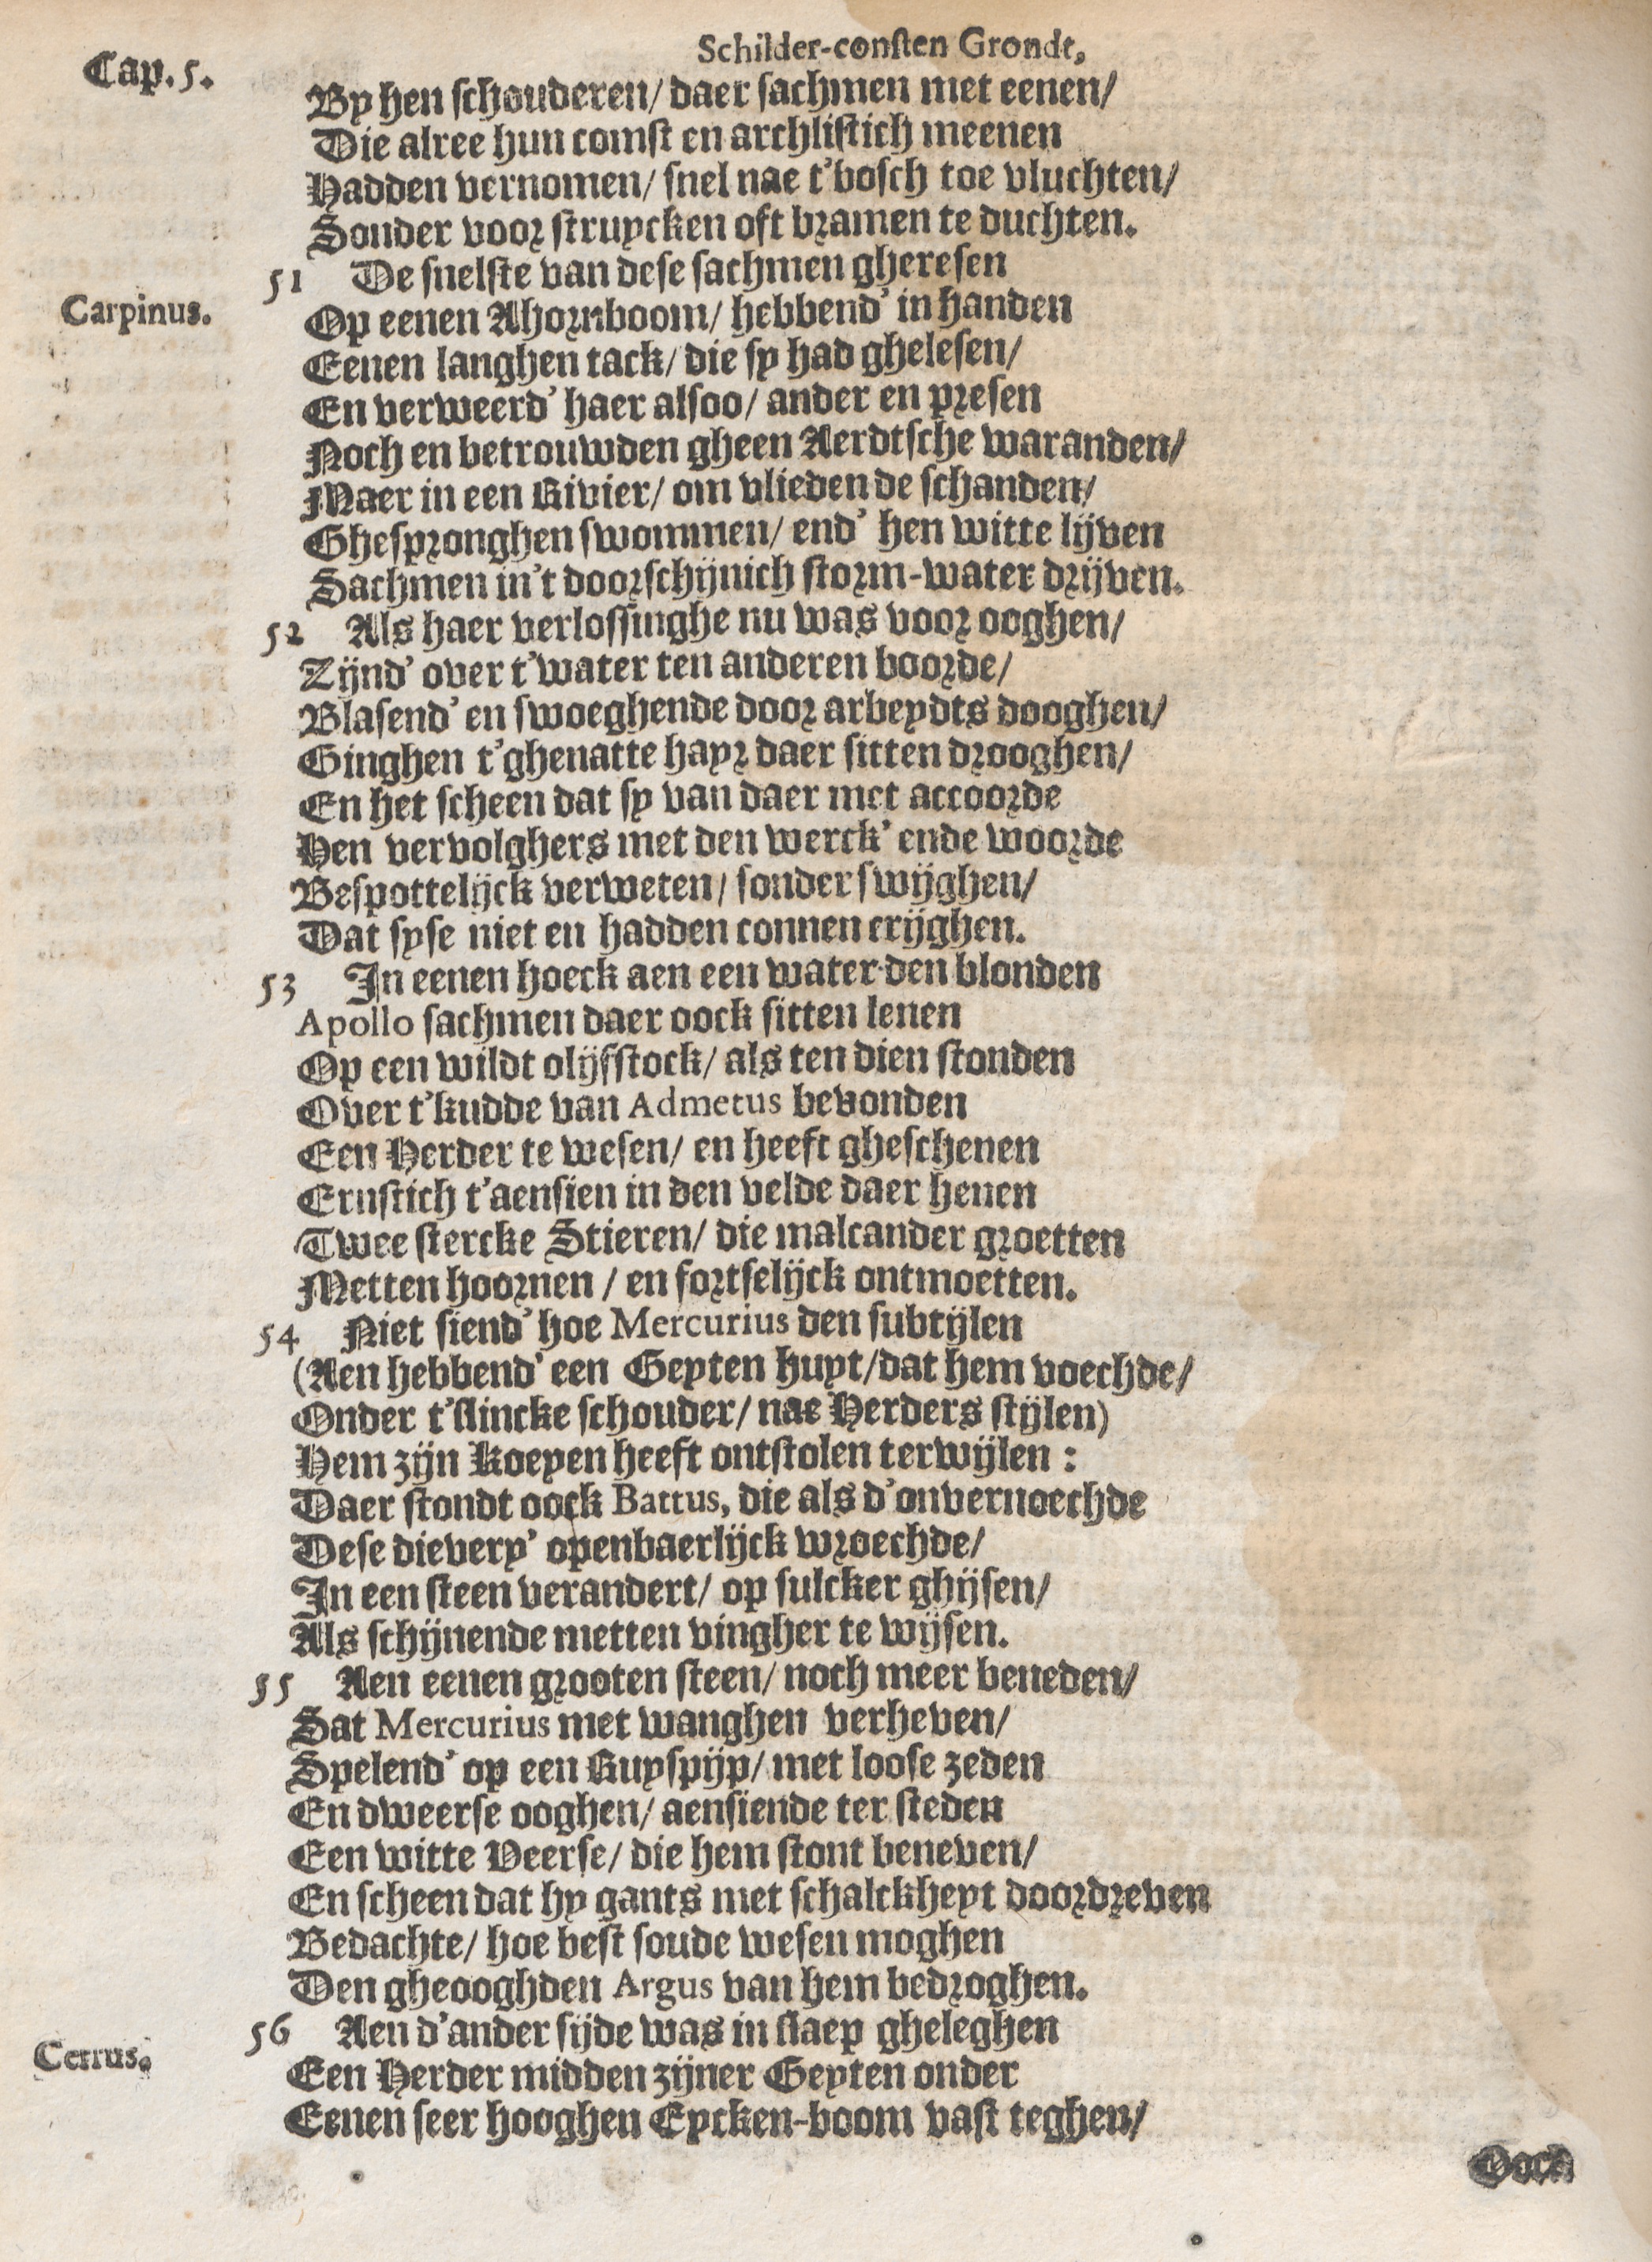 Schilder-consten Grondt,
Cap. 5.
By hen schouderen/ daer sachmen met eenen/
Die alree hun comst en archlistich meenen
Hadden vernomen/ snel nae t'bosch toe vluchten/
Sonder voor struycken oft bramen te duchten.
51 De snelste van dese sachmen gheresen
Carpinus.
Op eenen Ahornboom/ hebbend' in handen
Eenen langhen tack/ die sy had ghelesen/
En verweerd' haer alsoo/ ander en presen
Noch en betrouwden gheen Aerdtsche waranden/
Maer in een Rivier/ om vlieden de schanden/
Ghespronghen swommen/ end' hen witte lijven
Sachmen in't doorschijnich storm-water drijven.
52 Als haer verlossinghe nu was voor ooghen/
Zijnd' over t'water ten anderen boorde/
Blasend' en swoeghende door arbeydts dooghen/
Ginghen t'ghenatte hayr daer sitten drooghen/
En het scheen dat sy van daer met accoorde
Hen vervolghers met den werck' ende woorde
Bespottelijck verweten/ sonder swijghen/
Dat syse niet en hadden connen crijghen.
53 In eenen hoeck aen een water den blonden
Apollo sachmen daer oock sitten lenen
Op een wildt olijfstock/ als ten dien stonden
Over t'kudde van Admetus bevonden
Een Herder te wesen/ en heeft gheschenen
Ernstich t'aensien in den velde daer henen
Twee stercke Stieren/ die malcander groetten
Metten hoornen / en fortselijck ontmoetten.
54 Niet siend' hoe Mercurius den subtijlen
(Aen hebbend' een Geyten huyt/dat hem voechde/
Onder t'slincke schouder/ nae Herders stijlen)
Hem zijn Koeyen heeft ontstolen terwijlen :
Daer stondt oock Battus, die als d'onvernoechde
Dese dievery' openbaerlijck wroechde/
In een steen verandert/ op sulcker ghijsen/
Als schijnende metten vingher te wijsen.
55 Aen eenen grooten steen/ noch meer beneden/
Sat Mercurius met wanghen verheven/
Spelend' op een Ruyspijp/ met loose zeden
En dweerse ooghen/ aensiende ter steden
Een witte Veerse/ die hem stont beneven/
En scheen dat hy gants met schalckheyt doordreven
Bedachte/ hoe best soude wesen moghen
Den gheooghden Argus van hem bedroghen.
56 Aen d'ander sijde was in slaep gheleghen
Cerrus.
Een Herder midden zijner Geyten onder
Eenen seer hooghen Eycken-boom vast teghen/
Doch